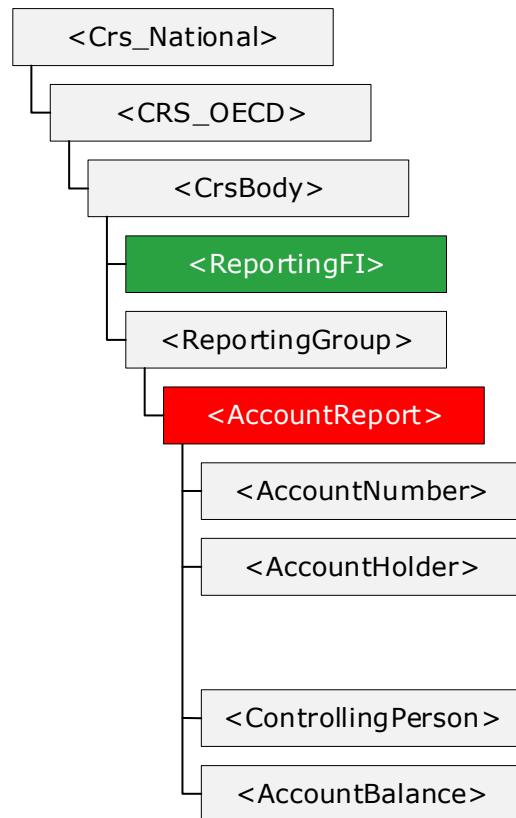 <Crs_National>
<CRS_OECD>
<CrsBody>
<ReportingFI>
<ReportingGroup>
<AccountReport>
<AccountNumber>
<AccountHolder>
<ControllingPerson>
<AccountBalance>